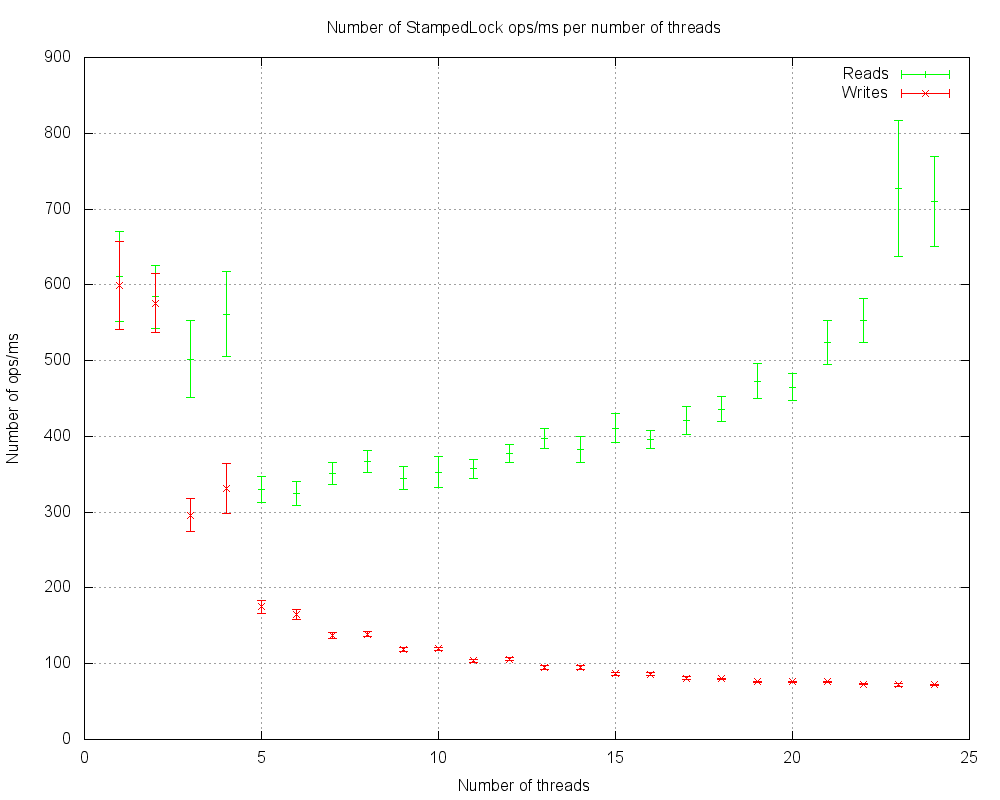 Number of StampedLock ops/ms per number of threads
900
800
700
600
500
400
300
200
100
0
Number of ops/ms
Reads
Writes
0 5 10 15 20 25
Number of threads